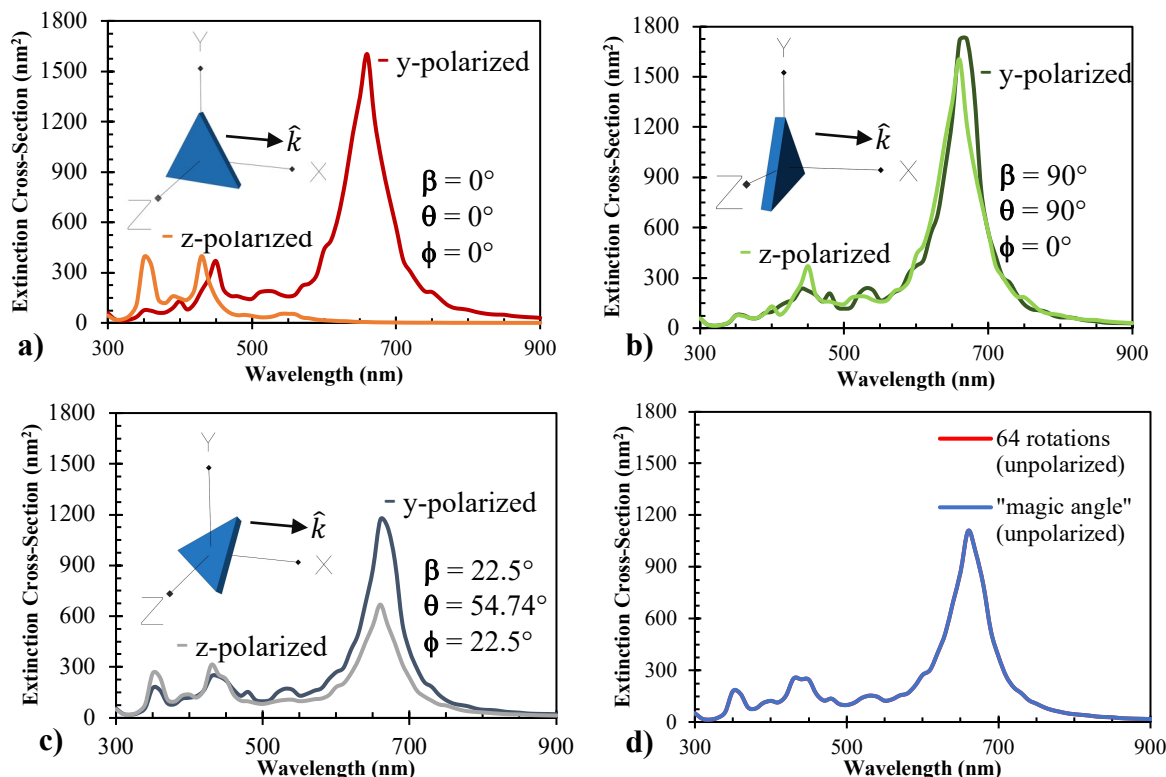 1800
1500
1200
900
600
300
0
Extinction Cross-Section (nm²)
Y
X
Z
k̂
y-polarized
β = 0°
θ = 0°
ϕ = 0°
z-polarized
300
500
700
900
Wavelength (nm)
a)
1800
1500
1200
900
600
300
0
Extinction Cross-Section (nm²)
Y
X
Z
k̂
y-polarized
β = 90°
θ = 90°
ϕ = 0°
z-polarized
300
500
700
900
Wavelength (nm)
b)
1800
1500
1200
900
600
300
0
Extinction Cross-Section (nm²)
Y
X
Z
k̂
y-polarized
β = 22.5°
θ = 54.74°
ϕ = 22.5°
z-polarized
300
500
700
900
Wavelength (nm)
c)
1800
1500
1200
900
600
300
0
Extinction Cross-Section (nm²)
64 rotations
(unpolarized)
"magic angle"
(unpolarized)
300
500
700
900
Wavelength (nm)
d)